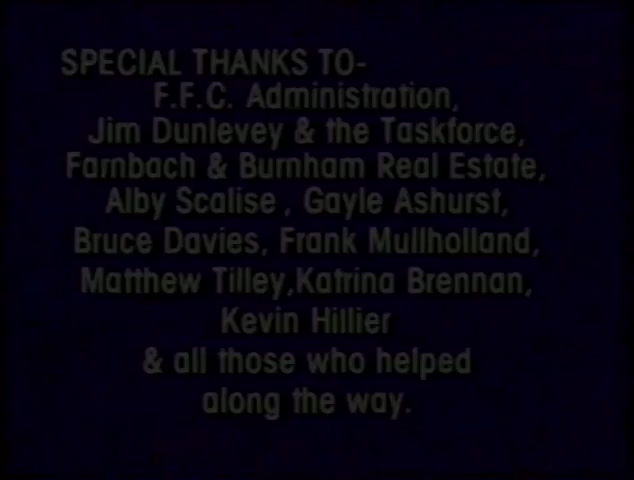 SPECIAL THANKS TO-
F.F.C. Administration,
Jim Dunlevey & the Taskforce,
Farnbach & Burnham Real Estate,
Alby Scalise , Gayle Ashurst,
Bruce Davies, Frank Mullholland,
Matthew Tilley,Katrina Brennan,
Kevin Hillier
& all those who helped
along the way.